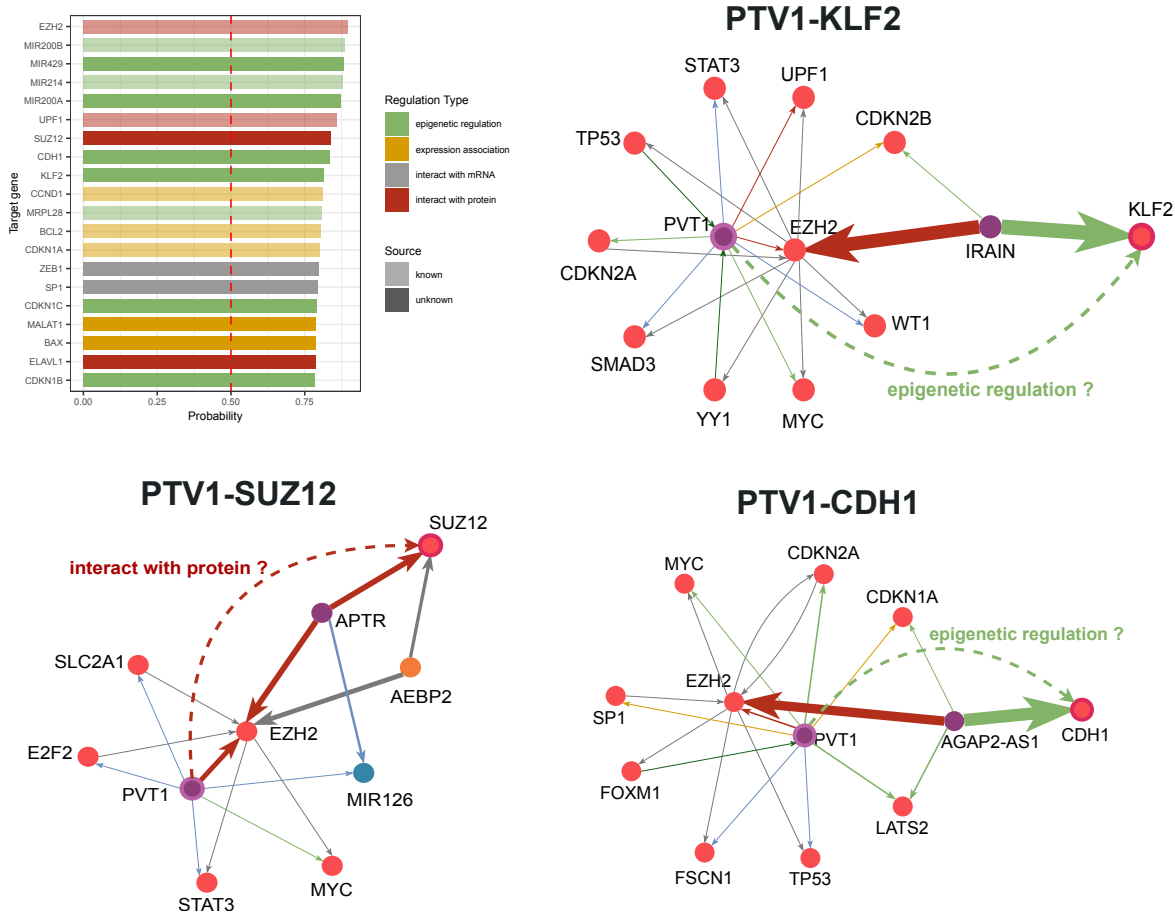 EZH2
MIR200B
MIR429
MIR214
MIR200A
UPF1
SUZ12
CDH1
KLF2
CCND1
MRPL28
BCL2
CDKN1A
ZEB1
SP1
CDKN1C
MALAT1
BAX
ELAVL1
CDKN1B
Target gene
0.00 0.25 0.50 0.75
Probability
Regulation Type
epigenetic regulation
expression association
interact with mRNA
interact with protein
Source
known
unknown
PTV1-KLF2
STAT3
UPF1
CDKN2B
TP53
KLF2
PVT1
EZH2
IRAIN
CDKN2A
WT1
SMAD3
epigenetic regulation ?
YY1
MYC
PTV1-SUZ12
SUZ12
interact with protein ?
APTR
SLC2A1
AEBP2
EZH2
E2F2
PVT1
MIR126
MYC
STAT3
PTV1-CDH1
CDKN2A
MYC
CDKN1A
epigenetic regulation ?
EZH2
SP1
PVT1
AGAP2-AS1
CDH1
FOXM1
LATS2
FSCN1
TP53